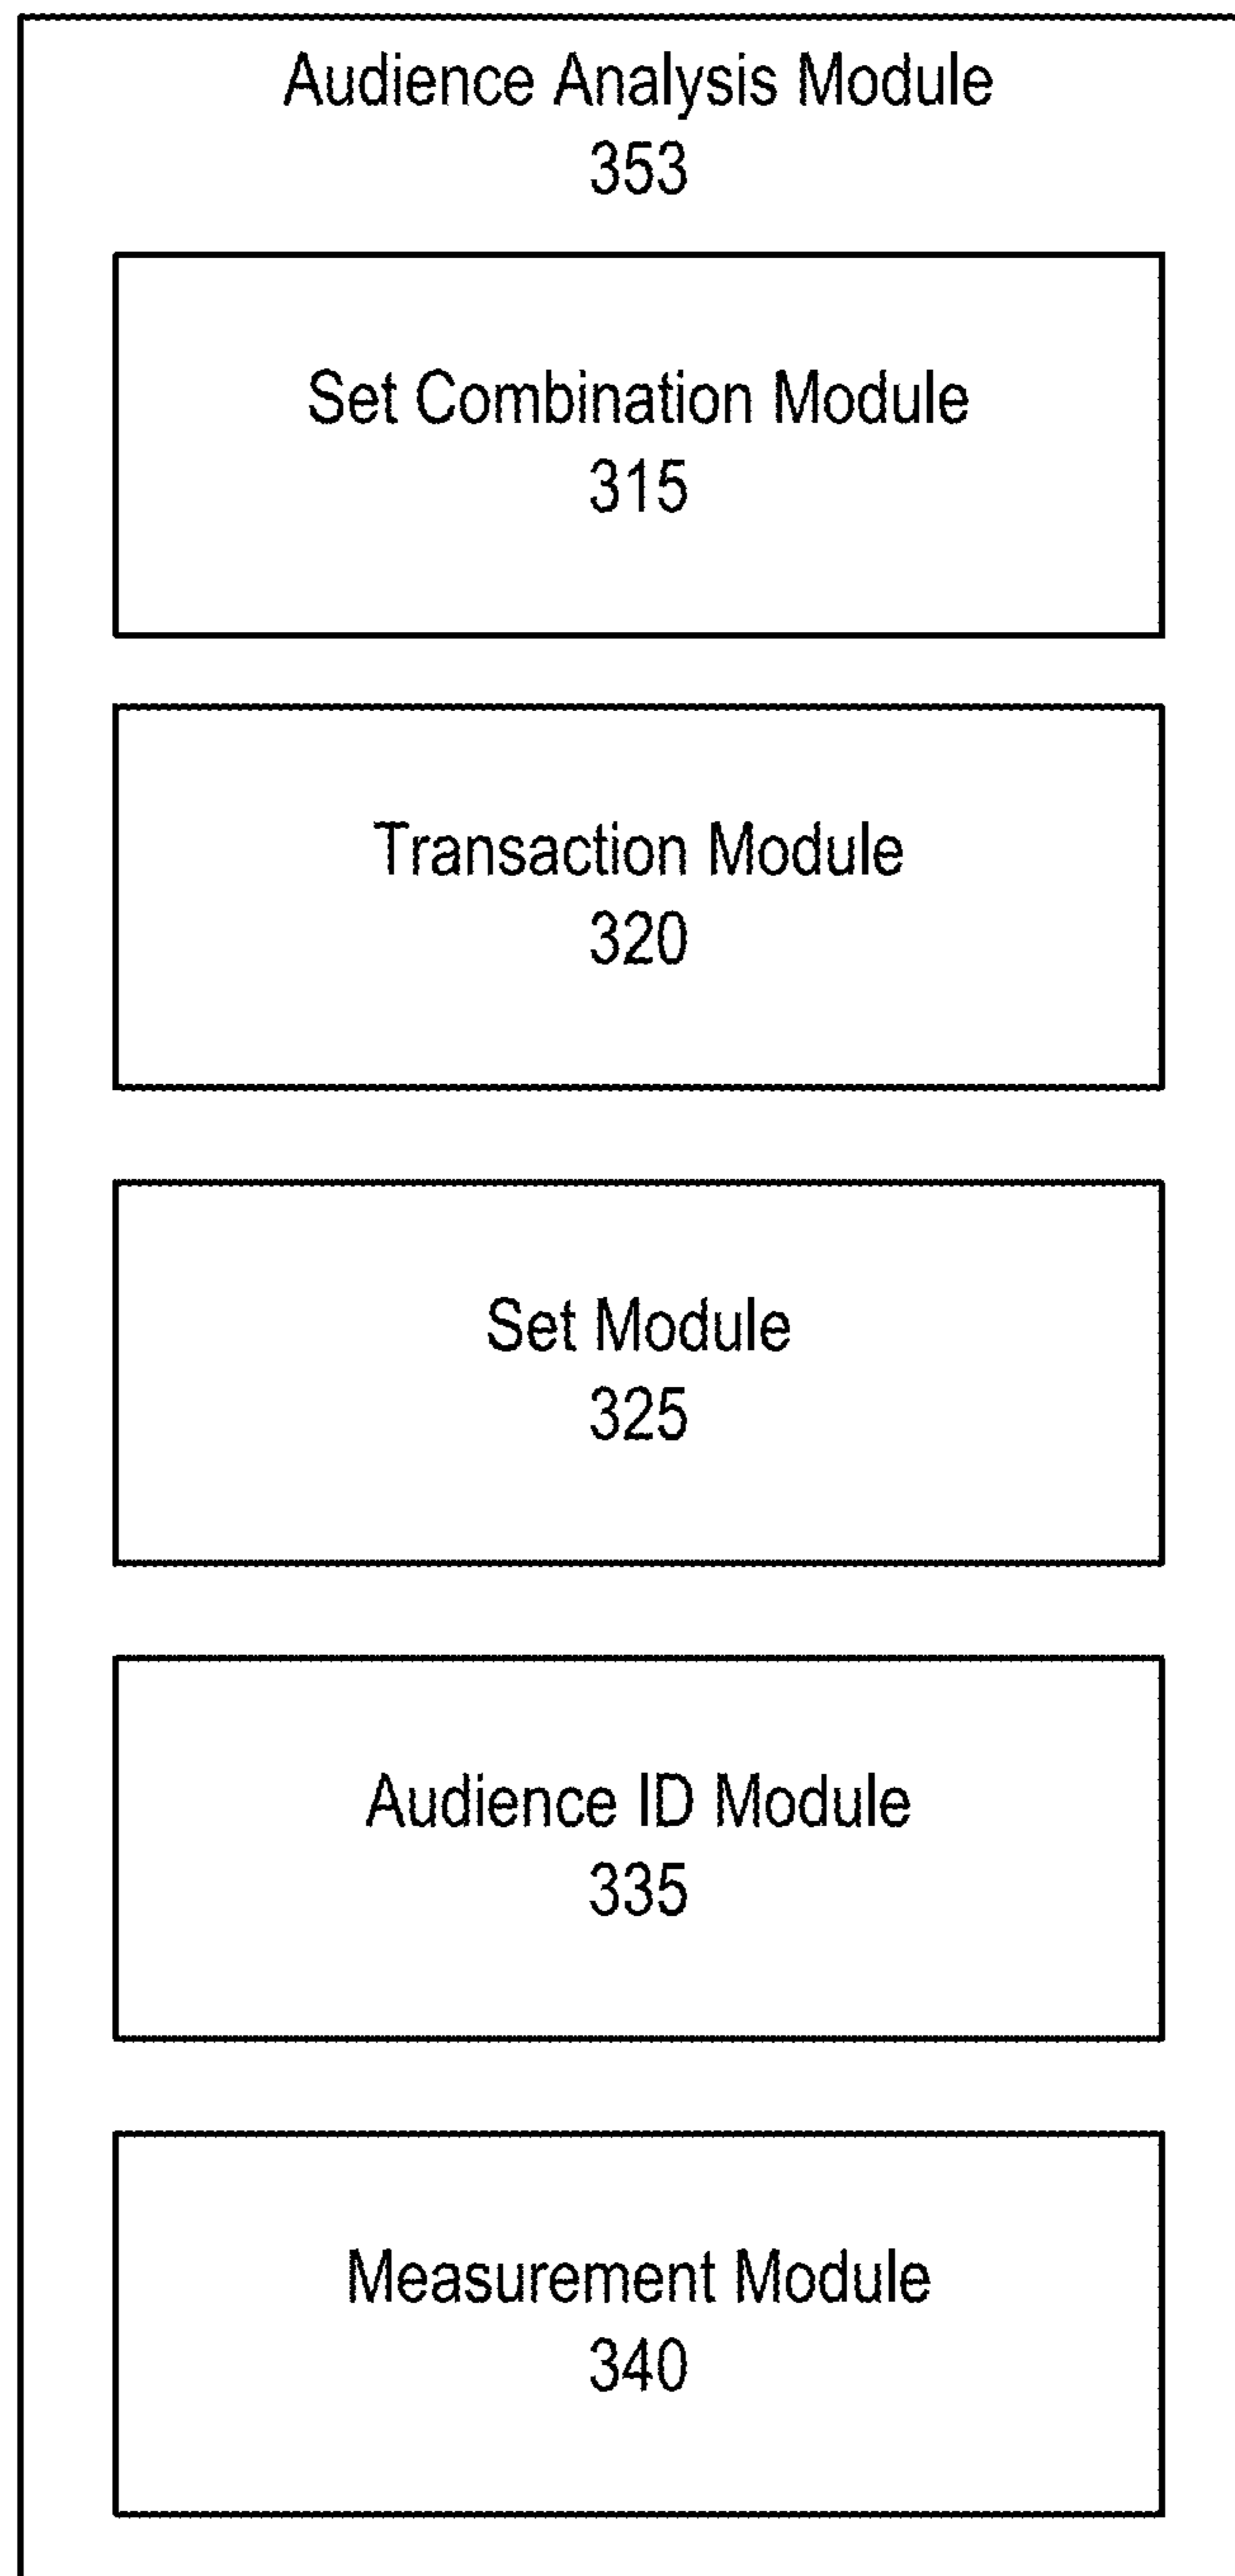 Audience Analysis Module
353
Set Combination Module
315
Transaction Module
320
Set Module
325
Audience ID Module
335
Measurement Module
340